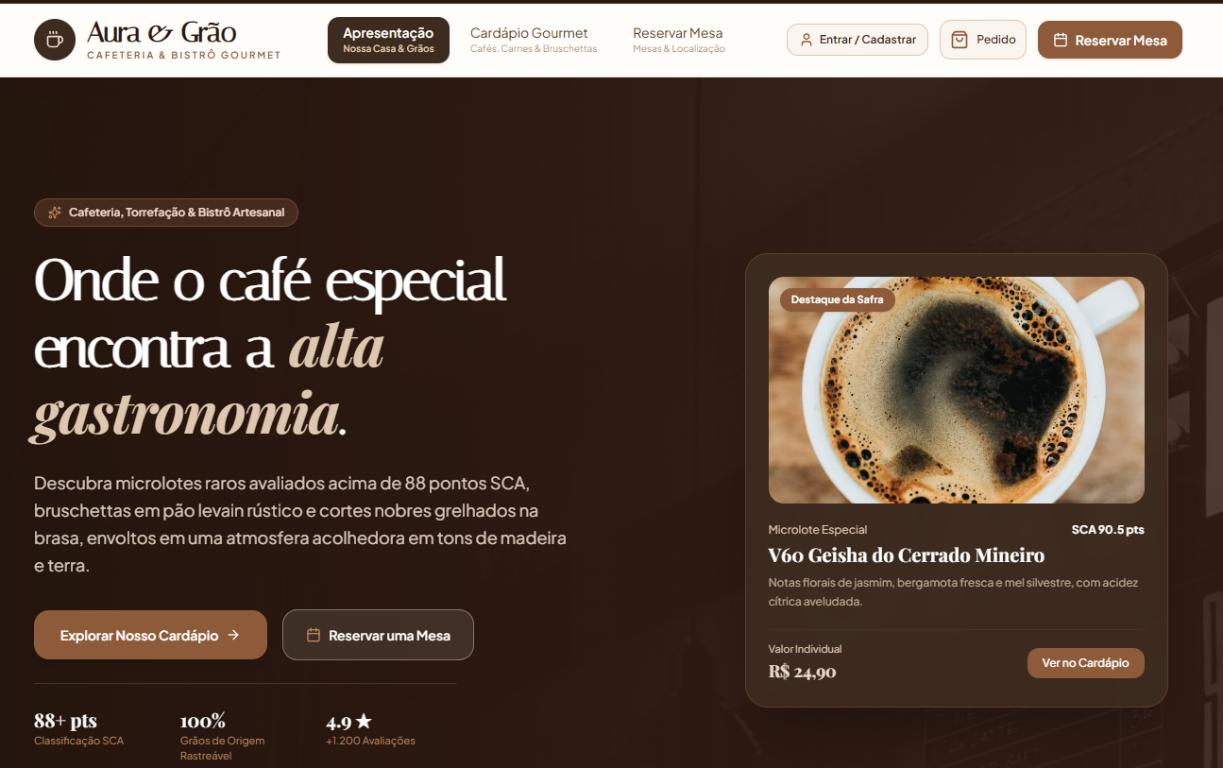 Aura & Grão
CAFETERIA & BISTRÔ GOURMET
Apresentação
Nossa Casa & Grãos
Cardápio Gourmet
Cafés, Carnes & Bruschettas
Reservar Mesa
Mesas & Localização
Entrar / Cadastrar
Pedido
Reservar Mesa
Cafeteria, Torrefação & Bistrô Artesanal
Onde o café especial
encontra a alta
gastronomia.
Descubra microlotes raros avaliados acima de 88 pontos SCA,
bruschettas em pão levain rústico e cortes nobres grelhados na
brasa, envoltos em uma atmosfera acolhedora em tons de madeira
e terra.
Explorar Nosso Cardápio →
Reservar uma Mesa
88+ pts
Classificação SCA
100%
Grãos de Origem
Rastreável
4.9 ★
+1.200 Avaliações
Destaque da Safra
Microlote Especial
SCA 90.5 pts
V60 Geisha do Cerrado Mineiro
Notas florais de jasmim, bergamota fresca e mel silvestre, com acidez
cítrica aveludada.
Valor Individual
R$ 24,90
Ver no Cardápio